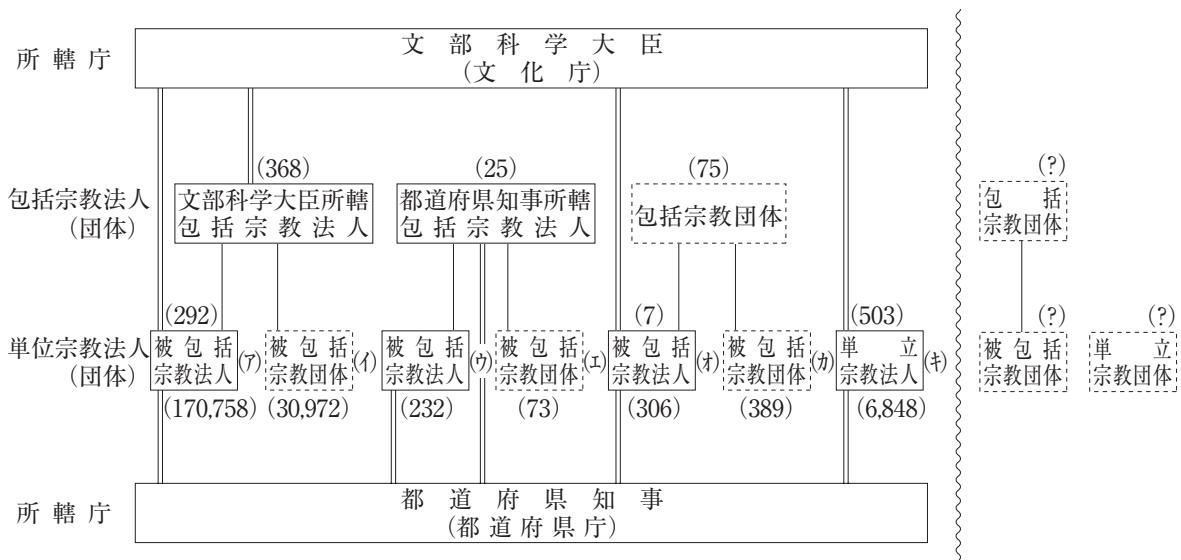 所轄庁
文部科学大臣
(文化庁)
(368)
(25)
(75)
(?)
包括宗教法人
(団体)
文部科学大臣所轄
包括宗教法人
都道府県知事所轄
包括宗教法人
包括宗教団体
包括
宗教団体
(292)
(7)
(503)
(?)
(?)
単位宗教法人
(団体)
被包括
宗教法人
(ア)
被包括
宗教団体
(イ)
被包括
宗教法人
(ウ)
被包括
宗教団体
(エ)
被包括
宗教法人
(オ)
被包括
宗教団体
(カ)
単立
宗教法人
(キ)
被包括
宗教団体
単立
宗教団体
(170,758)
(30,972)
(232)
(73)
(306)
(389)
(6,848)
所轄庁
都道府県知事
(都道府県庁)